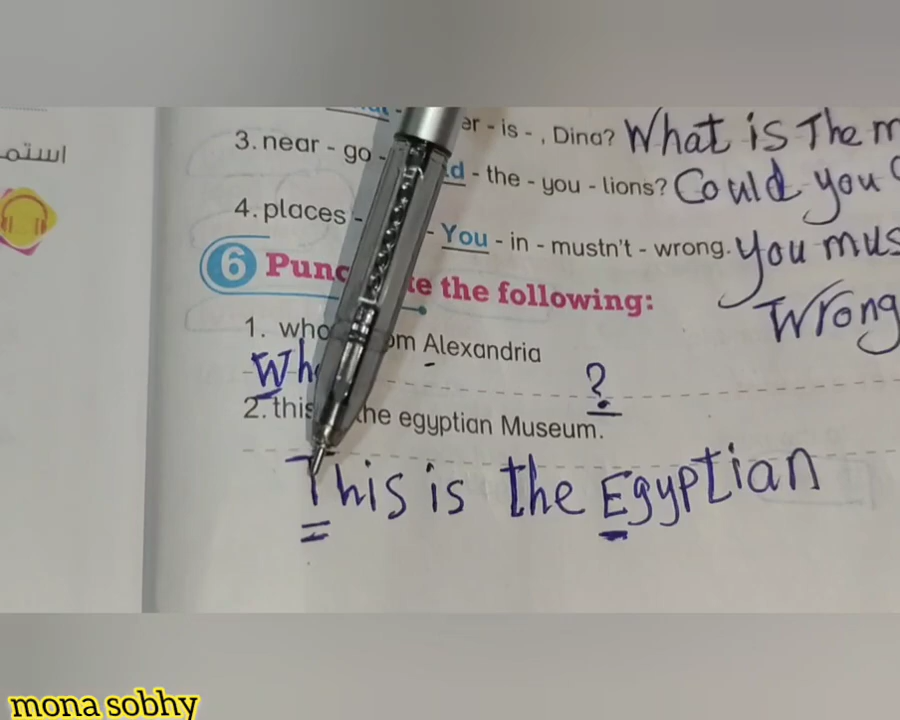 er - is - , Dina? What is The m
استم
3. near - go - - the - you - lions? Could you
4. places - - You - in - mustn't - wrong. You mus
Wrong
6 Punc te the following:
1. who om Alexandria
Wh ?
2. this the egyptian Museum.
This is the Egyptian
mona sobhy